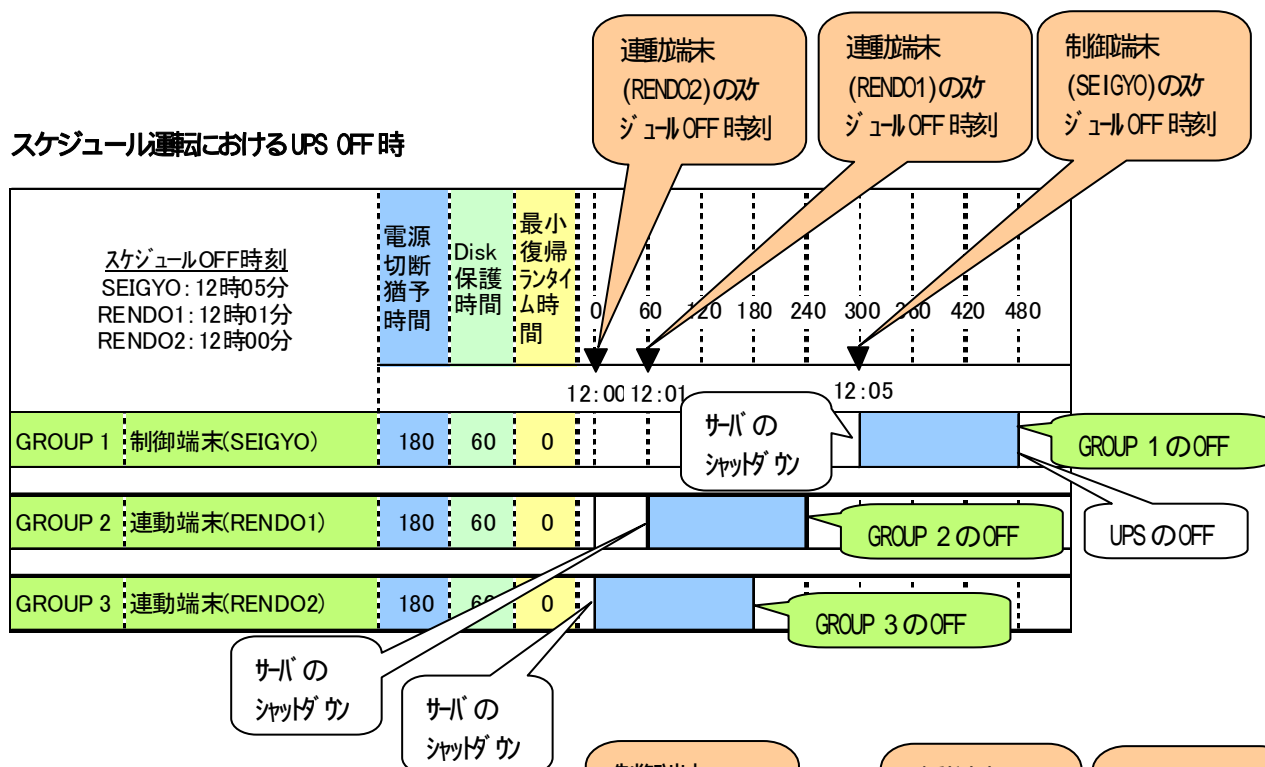 連動端末
(RENDO2)のスケ
ジュールOFF時刻
連動端末
(RENDO1)のスケ
ジュールOFF時刻
制御端末
(SEIGYO)のスケ
ジュールOFF時刻
スケジュール運転におけるUPS OFF時
スケジュールOFF時刻
SEIGYO：12時05分
RENDO1：12時01分
RENDO2：12時00分
電源
切断
猶予
時間
Disk
保護
時間
最小
復帰
ランタイ
ム時
間
0 60 120 180 240 300 360 420 480
12:00 12:01 12:05
GROUP 1 制御端末(SEIGYO) 180 60 0
サーバの
シャットダウン
GROUP 1のOFF
GROUP 2 連動端末(RENDO1) 180 60 0
GROUP 2のOFF
UPSのOFF
GROUP 3 連動端末(RENDO2) 180 60 0
GROUP 3のOFF
サーバの
シャットダウン
サーバの
シャットダウン